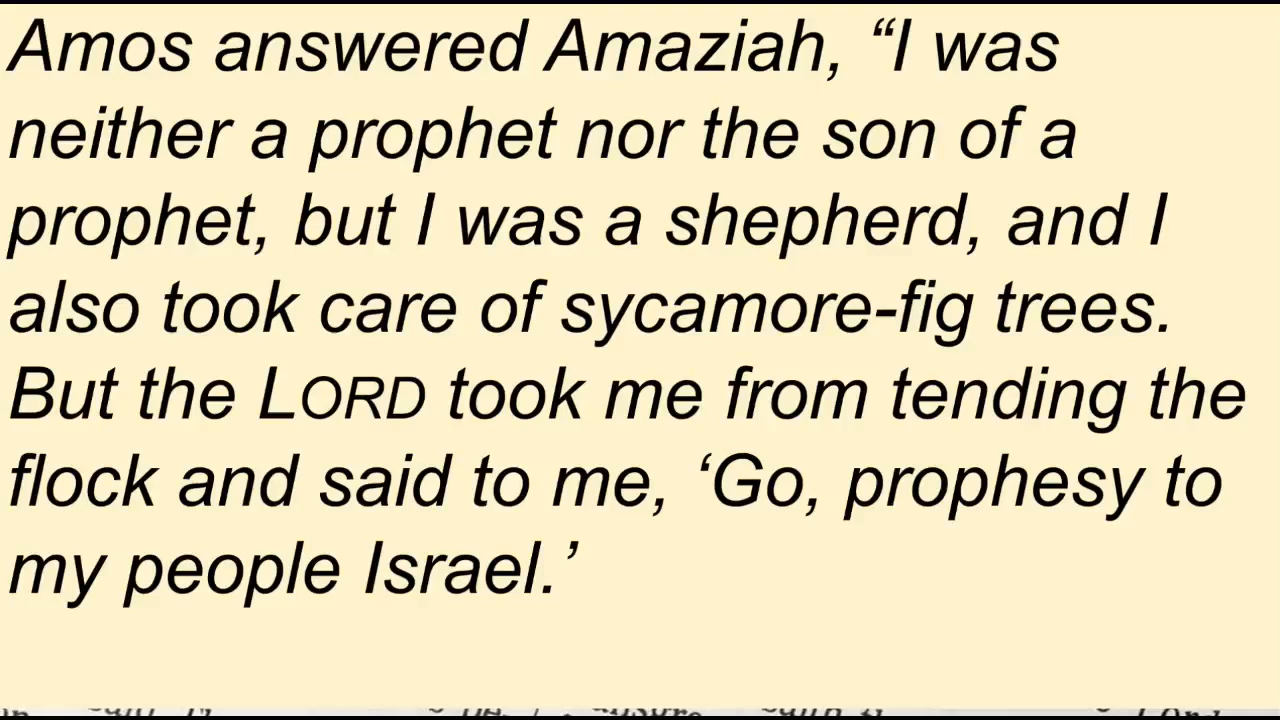 Amos answered Amaziah, “I was
neither a prophet nor the son of a
prophet, but I was a shepherd, and I
also took care of sycamore-fig trees.
But the LORD took me from tending the
flock and said to me, ‘Go, prophesy to
my people Israel.’